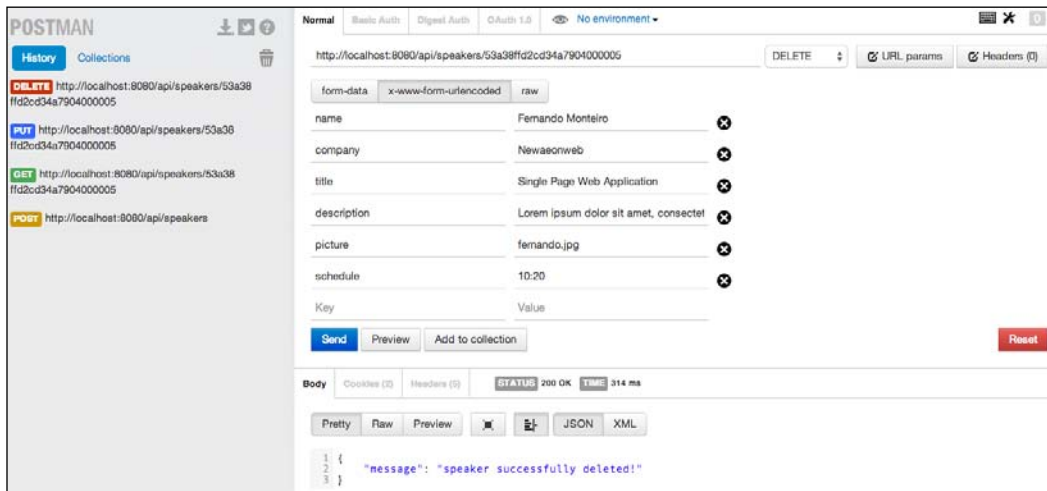 POSTMAN
History Collections
DELETE http://localhost:8080/api/speakers/53a38
ffd2cd34a7904000005
PUT http://localhost:8080/api/speakers/53a38
ffd2cd34a7904000005
GET http://localhost:8080/api/speakers/53a38
ffd2cd34a7904000005
POST http://localhost:8080/api/speakers
Normal Basic Auth Digest Auth OAuth 1.0 No environment
0
http://localhost:8080/api/speakers/53a38ffd2cd34a7904000005 DELETE URL params Headers (0)
form-data x-www-form-urlencoded raw
name Fernando Monteiro
company Newaeonweb
title Single Page Web Application
description Lorem ipsum dolor sit amet, consectet
picture fernando.jpg
schedule 10:20
Key Value
Send Preview Add to collection Reset
Body Cookies (2) Headers (5) STATUS 200 OK TIME 314 ms
Pretty Raw Preview JSON XML
1 {
2 "message": "speaker successfully deleted!"
3 }